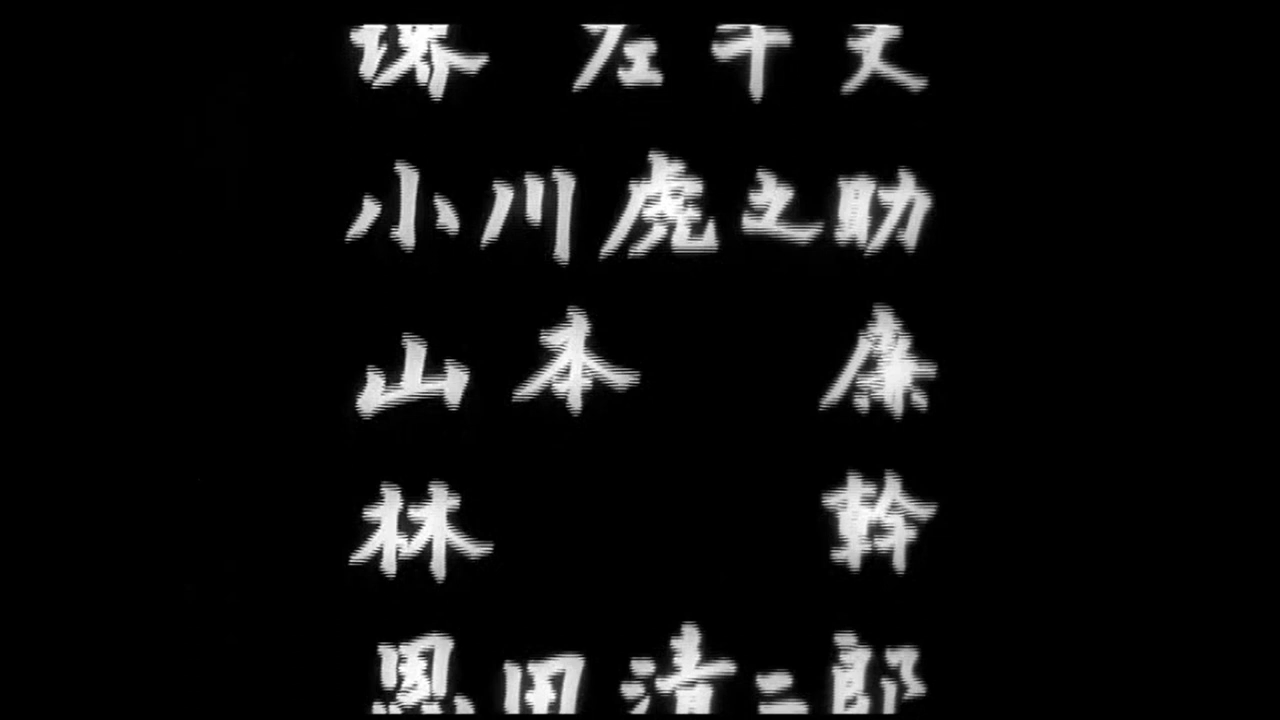 堺左千夫
小川虎之助
山本廉
林幹
恩田清二郎